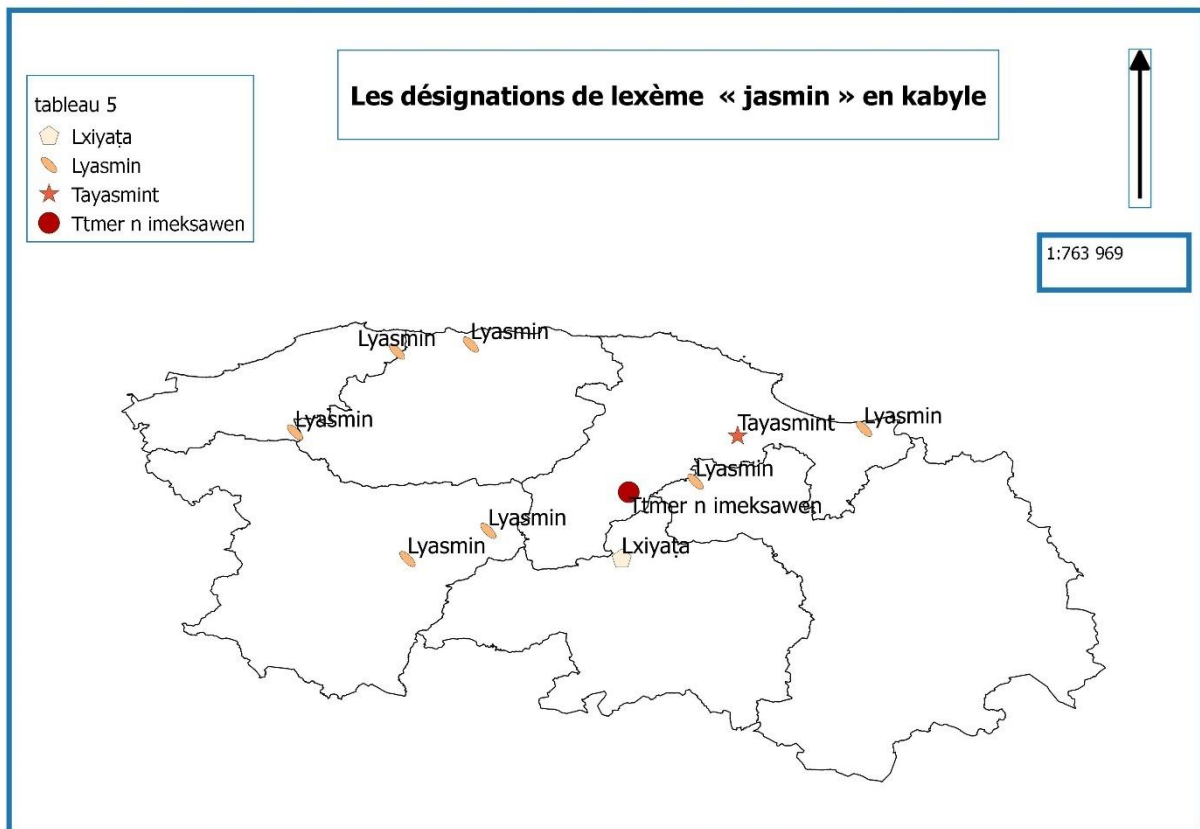 Les désignations de lexème « jasmin » en kabyle
tableau 5
Lxiyaṭa
Lyasmin
Tayasmint
Ttmer n imeksawen
1:763 969
Lyasmin
Lyasmin
Lyasmin
Lyasmin
Tayasmint
Lyasmin
Ttmer n imeksawen
Lyasmin
Lxiyaṭa
Lyasmin